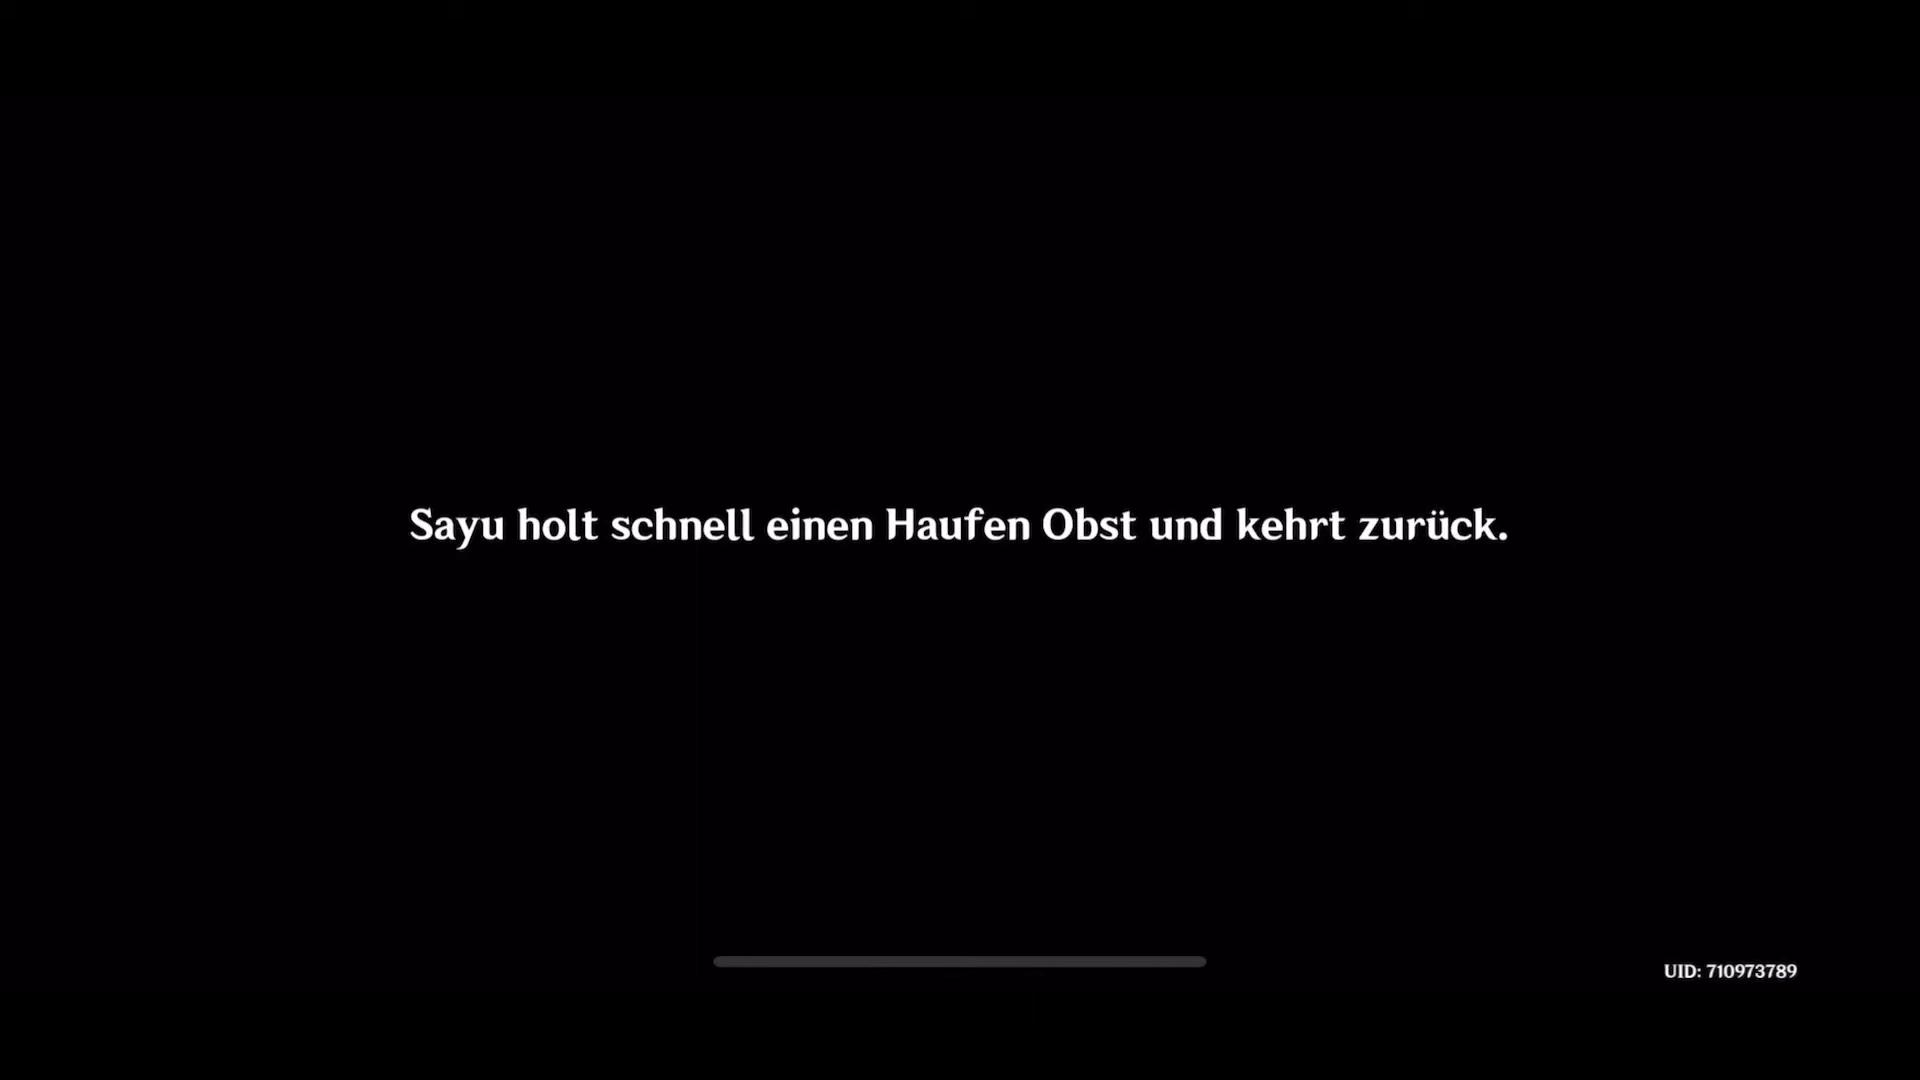 Sayu holt schnell einen Haufen Obst und kehrt zurück.
UID: 710973789